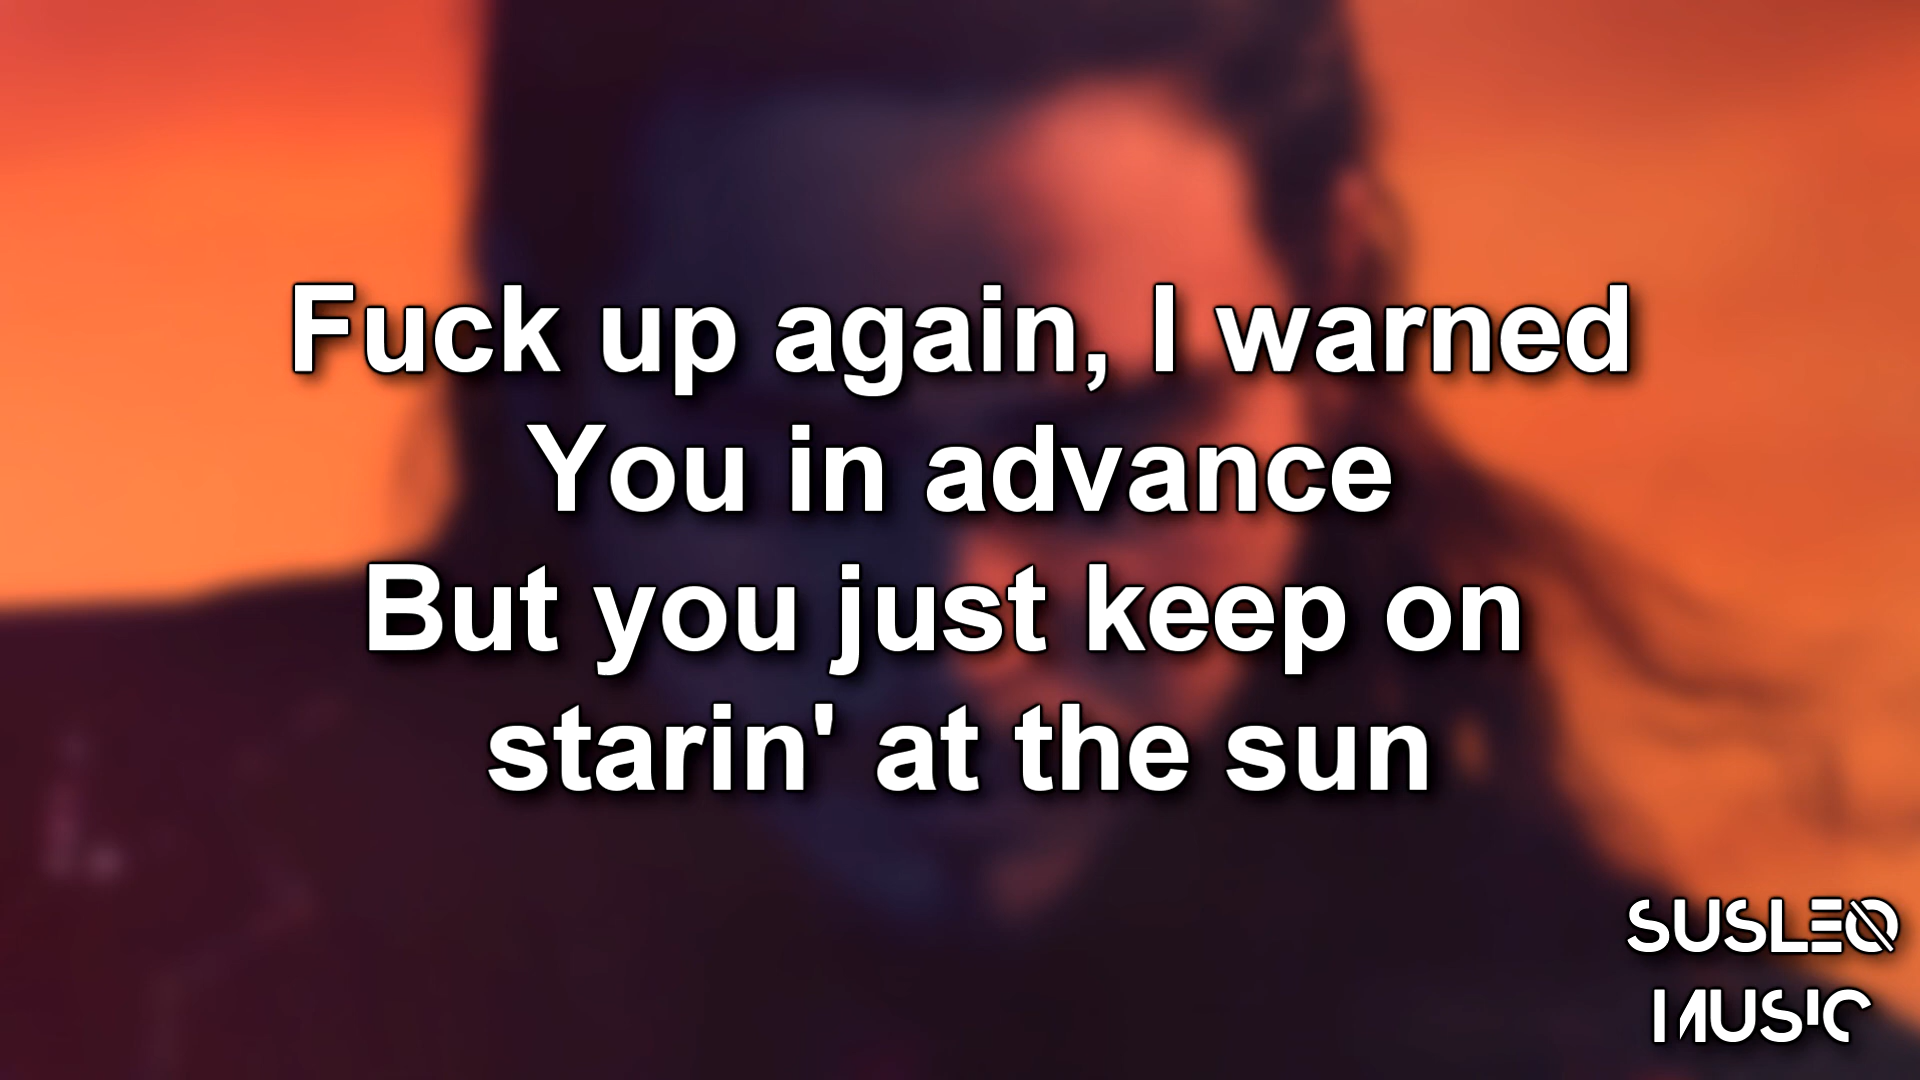 Fuck up again, I warned
You in advance
But you just keep on
starin' at the sun
SUSLEO
MUSIC